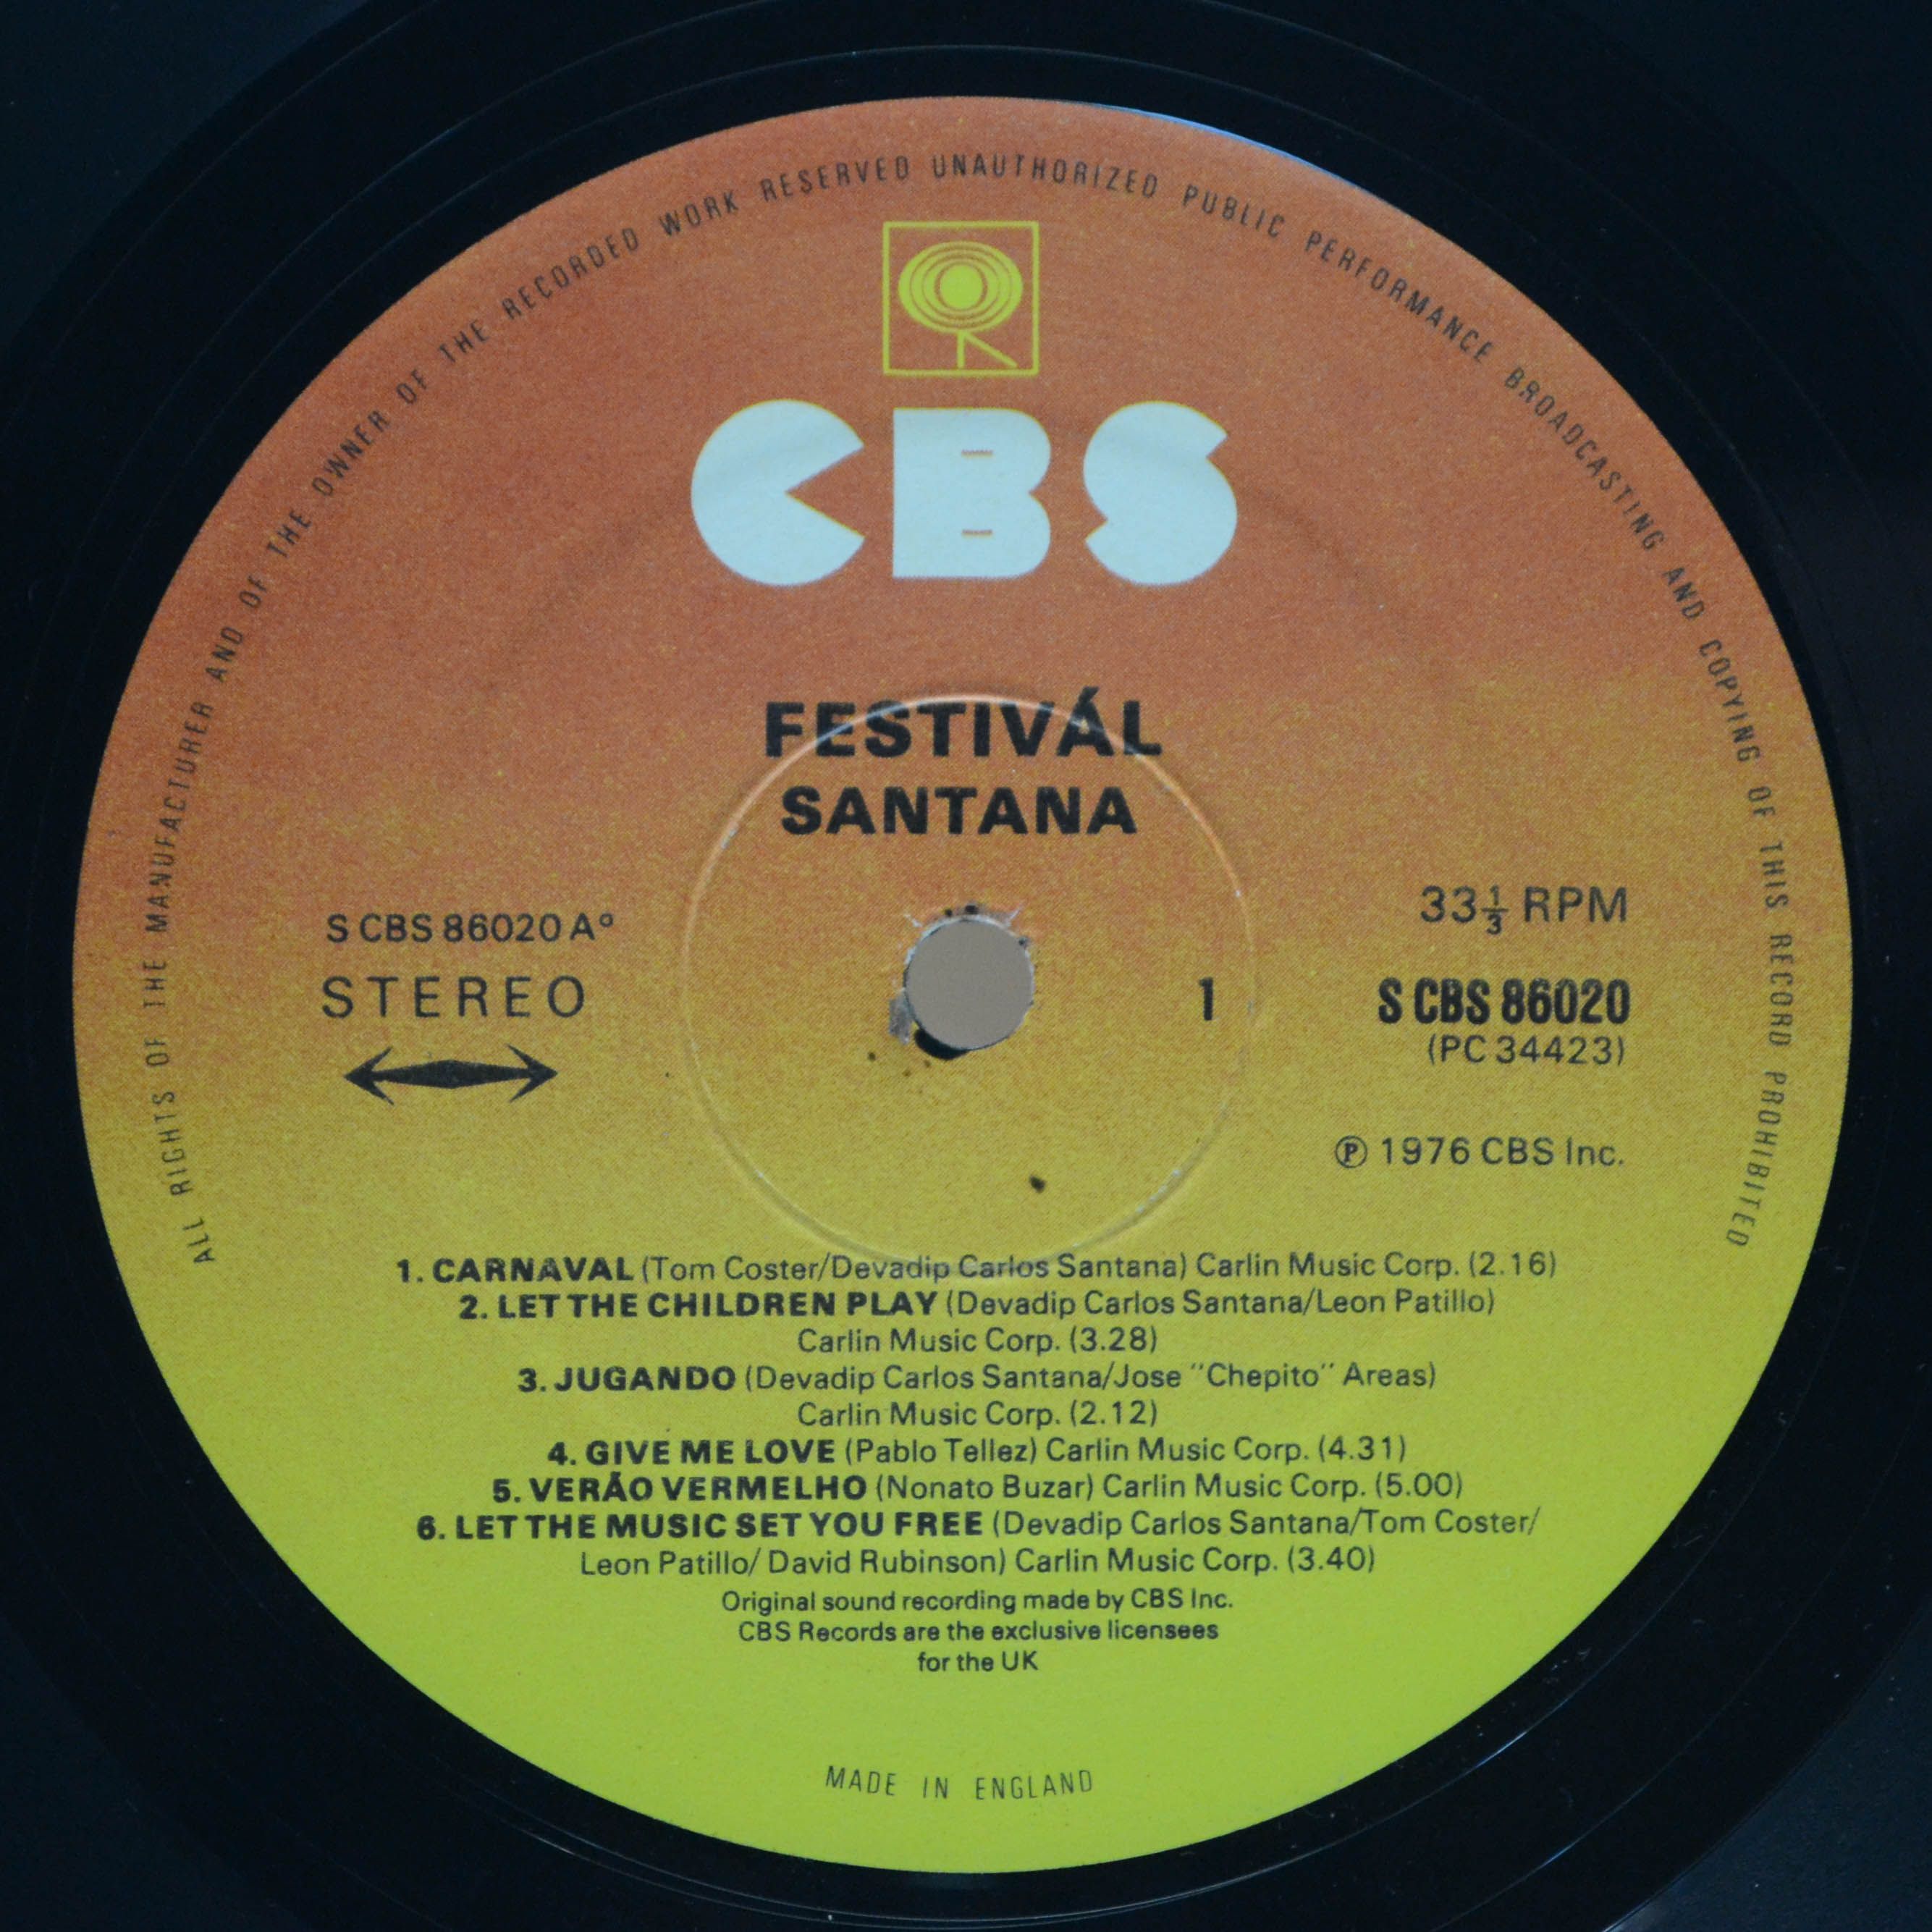 ALL RIGHTS OF THE MANUFACTURER AND OF THE OWNER OF THE RECORDED WORK RESERVED UNAUTHORIZED PUBLIC PERFORMANCE BROADCASTING AND COPYING OF THIS RECORD PROHIBITED
CBS
FESTIVÁL
SANTANA
S CBS 86020 Aº
STEREO
33⅓ RPM
1
S CBS 86020
(PC 34423)
℗ 1976 CBS Inc.
1. CARNAVAL (Tom Coster/Devadip Carlos Santana) Carlin Music Corp. (2.16)
2. LET THE CHILDREN PLAY (Devadip Carlos Santana/Leon Patillo)
Carlin Music Corp. (3.28)
3. JUGANDO (Devadip Carlos Santana/Jose "Chepito" Areas)
Carlin Music Corp. (2.12)
4. GIVE ME LOVE (Pablo Tellez) Carlin Music Corp. (4.31)
5. VERÃO VERMELHO (Nonato Buzar) Carlin Music Corp. (5.00)
6. LET THE MUSIC SET YOU FREE (Devadip Carlos Santana/Tom Coster/
Leon Patillo/ David Rubinson) Carlin Music Corp. (3.40)
Original sound recording made by CBS Inc.
CBS Records are the exclusive licensees
for the UK
MADE IN ENGLAND